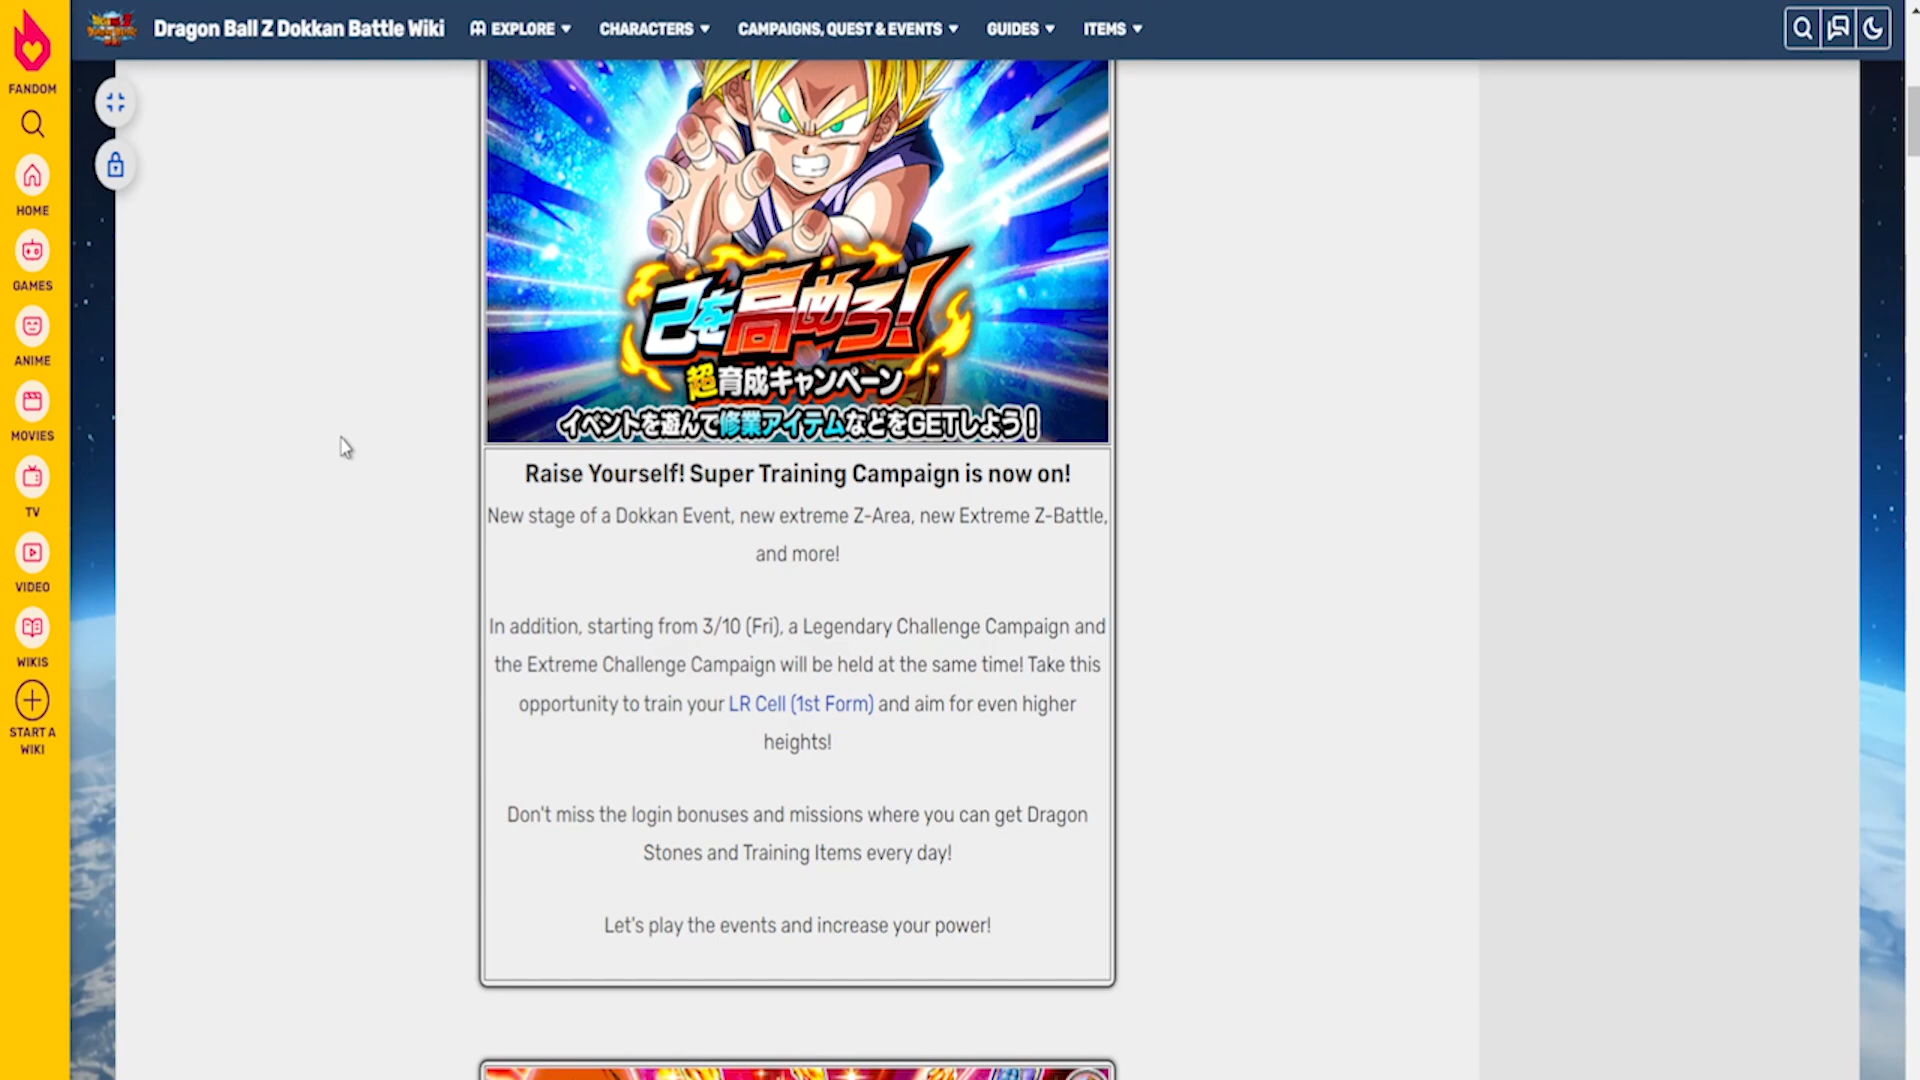 Dragon Ball Z Dokkan Battle Wiki
EXPLORE
CHARACTERS
CAMPAIGNS, QUEST & EVENTS
GUIDES
ITEMS
FANDOM
HOME
GAMES
ANIME
MOVIES
TV
VIDEO
WIKIS
START A
WIKI
己を高めろ!
超育成キャンペーン
イベントを遊んで修業アイテムなどをGETしよう!
Raise Yourself! Super Training Campaign is now on!
New stage of a Dokkan Event, new extreme Z-Area, new Extreme Z-Battle,
and more!
In addition, starting from 3/10 (Fri), a Legendary Challenge Campaign and
the Extreme Challenge Campaign will be held at the same time! Take this
opportunity to train your LR Cell (1st Form) and aim for even higher
heights!
Don't miss the login bonuses and missions where you can get Dragon
Stones and Training Items every day!
Let's play the events and increase your power!